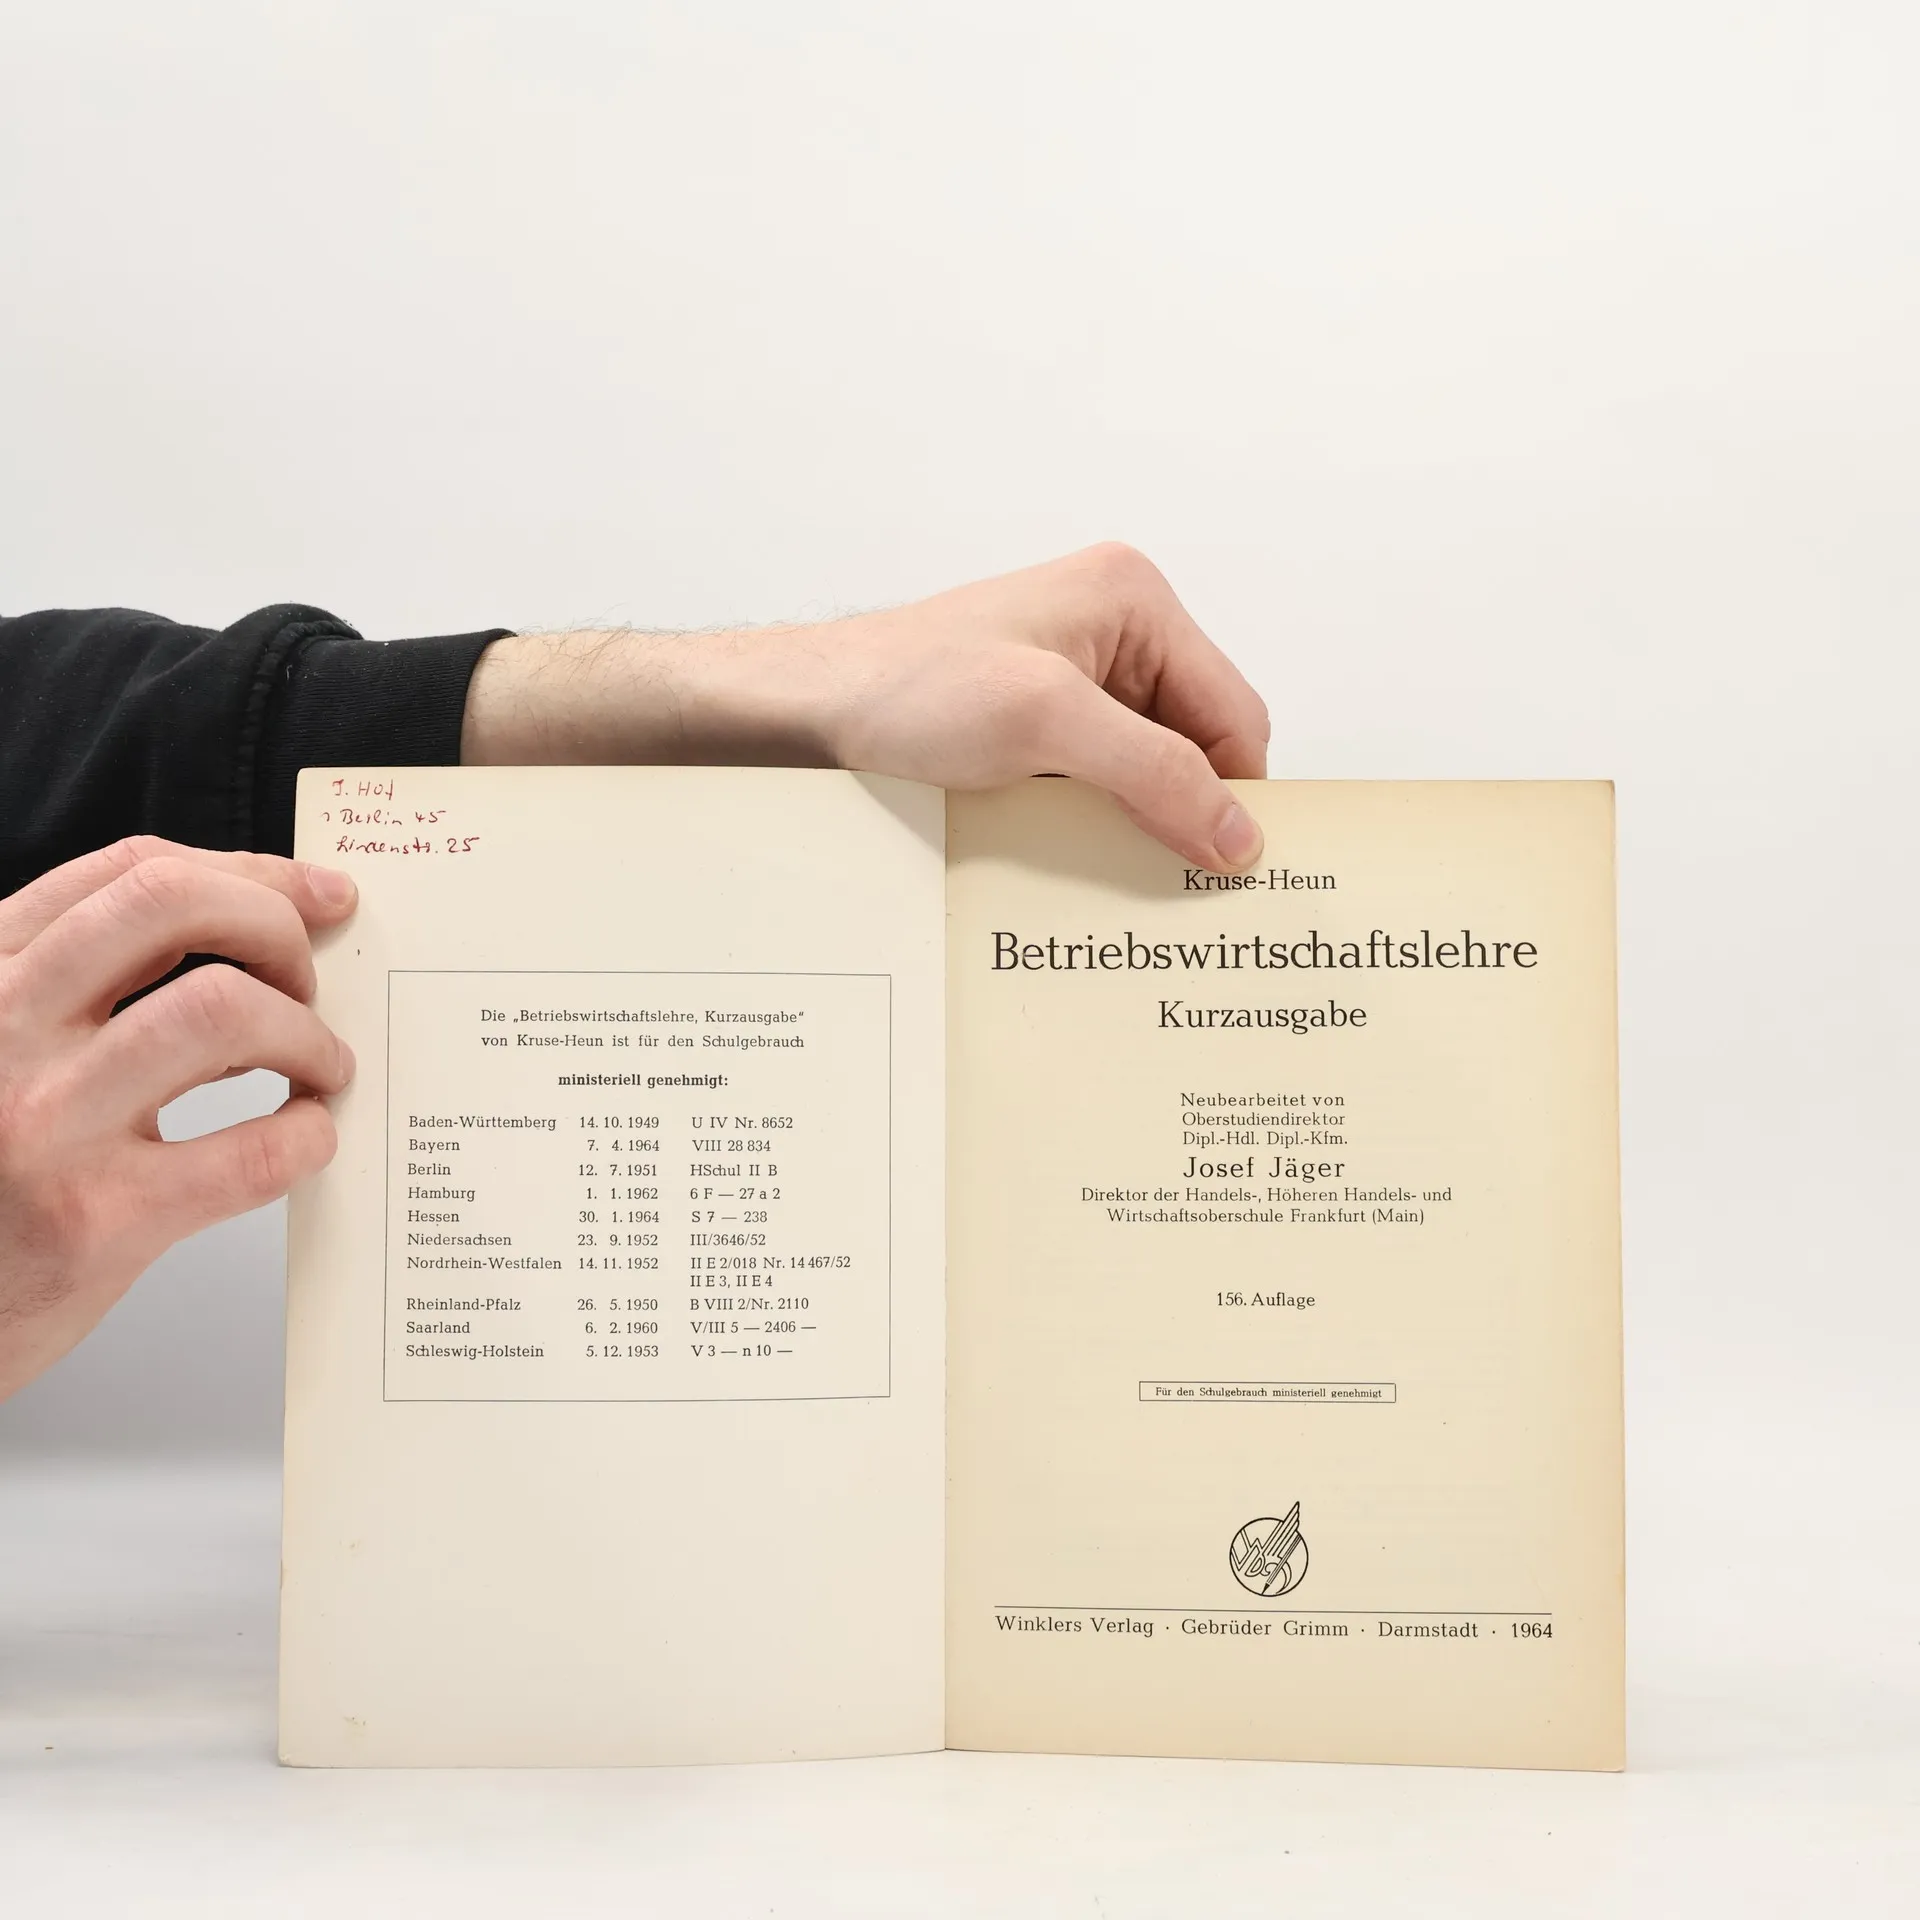 J. Hof
1 Berlin 45
Lindenstr. 25
Die „Betriebswirtschaftslehre, Kurzausgabe“
von Kruse-Heun ist für den Schulgebrauch
ministeriell genehmigt:
Baden-Württemberg 14. 10. 1949 U IV Nr. 8652
Bayern 7. 4. 1964 VIII 28 834
Berlin 12. 7. 1951 HSchul II B
Hamburg 1. 1. 1962 6 F — 27 a 2
Hessen 30. 1. 1964 S 7 — 238
Niedersachsen 23. 9. 1952 III/3646/52
Nordrhein-Westfalen 14. 11. 1952 II E 2/018 Nr. 14 467/52
II E 3, II E 4
Rheinland-Pfalz 26. 5. 1950 B VIII 2/Nr. 2110
Saarland 6. 2. 1960 V/III 5 — 2406 —
Schleswig-Holstein 5. 12. 1953 V 3 — n 10 —
Kruse-Heun
Betriebswirtschaftslehre
Kurzausgabe
Neubearbeitet von
Oberstudiendirektor
Dipl.-Hdl. Dipl.-Kfm.
Josef Jäger
Direktor der Handels-, Höheren Handels- und
Wirtschaftsoberschule Frankfurt (Main)
156. Auflage
Für den Schulgebrauch ministeriell genehmigt
Winklers Verlag · Gebrüder Grimm · Darmstadt · 1964